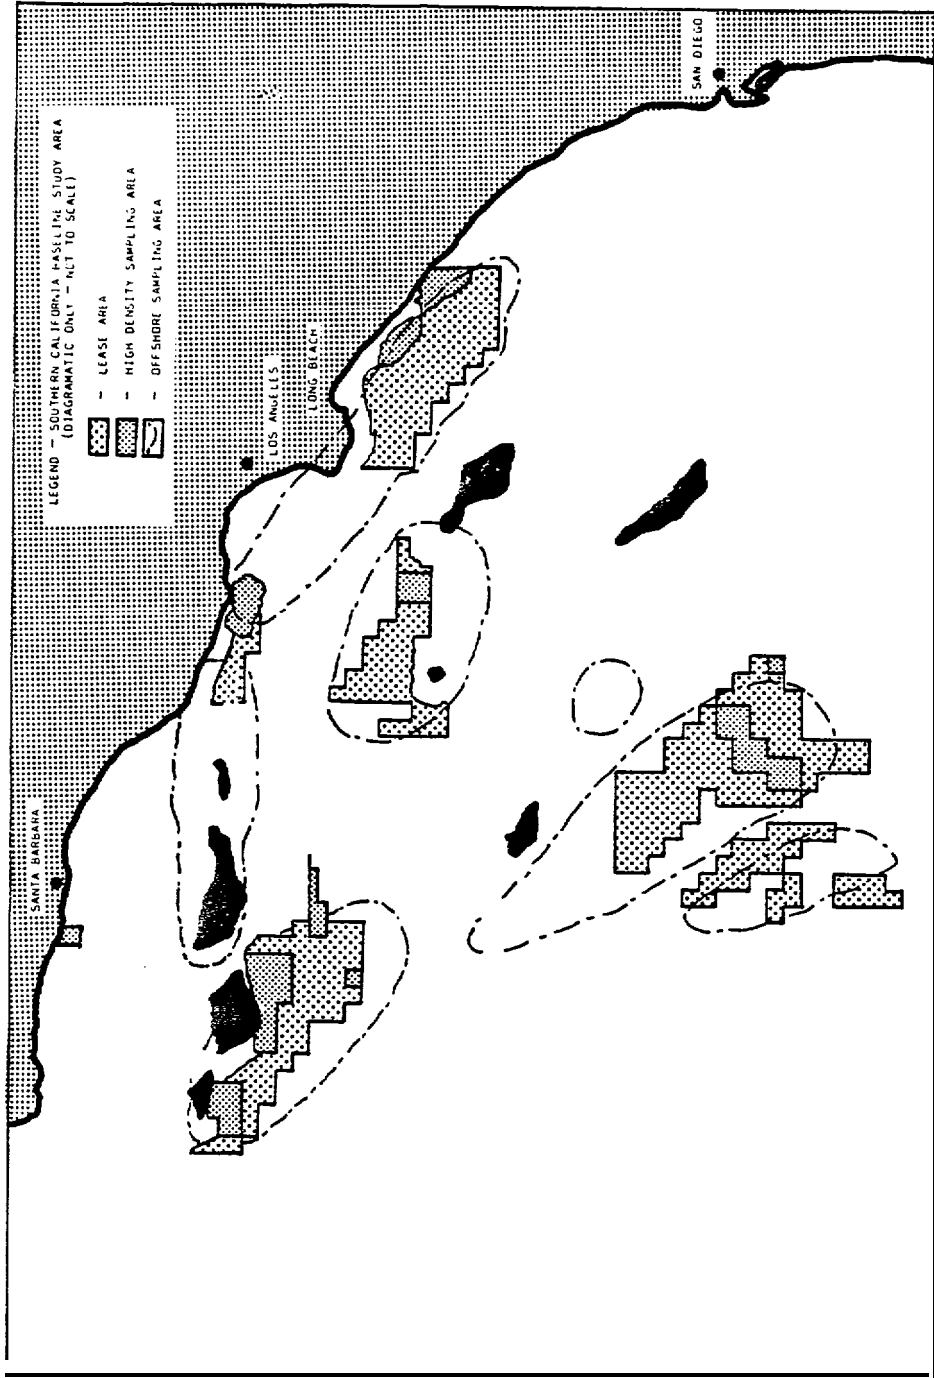 LEGEND – SOUTHERN CALIFORNIA BASELINE STUDY AREA
(DIAGRAMATIC ONLY – NOT TO SCALE)
– LEASE AREA
– HIGH DENSITY SAMPLING AREA
– OFFSHORE SAMPLING AREA
SANTA BARBARA
LOS ANGELES
LONG BEACH
SAN DIEGO